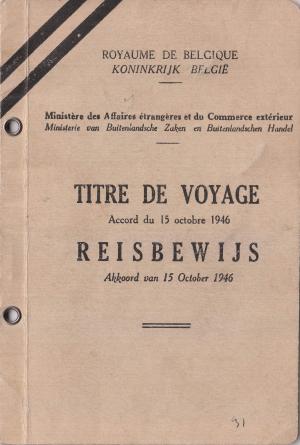 ROYAUME DE BELGIQUE
KONINKRIJK BELGIË
Ministère des Affaires étrangères et du Commerce extérieur
Ministerie van Buitenlandsche Zaken en Buitenlandschen Handel
TITRE DE VOYAGE
Accord du 15 octobre 1946
REISBEWIJS
Akkoord van 15 October 1946
31